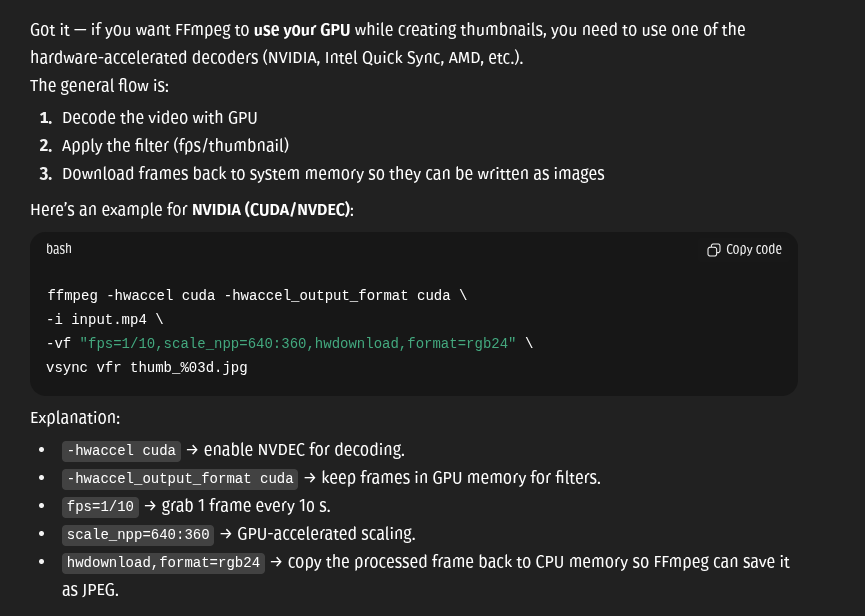 Got it — if you want FFmpeg to use your GPU while creating thumbnails, you need to use one of the
hardware-accelerated decoders (NVIDIA, Intel Quick Sync, AMD, etc.).
The general flow is:
1. Decode the video with GPU
2. Apply the filter (fps/thumbnail)
3. Download frames back to system memory so they can be written as images
Here's an example for NVIDIA (CUDA/NVDEC):
bash
Copy code
ffmpeg -hwaccel cuda -hwaccel_output_format cuda \
-i input.mp4 \
-vf "fps=1/10,scale_npp=640:360,hwdownload,format=rgb24" \
vsync vfr thumb_%03d.jpg
Explanation:
• -hwaccel cuda → enable NVDEC for decoding.
• -hwaccel_output_format cuda → keep frames in GPU memory for filters.
• fps=1/10 → grab 1 frame every 1o s.
• scale_npp=640:360 → GPU-accelerated scaling.
• hwdownload,format=rgb24 → copy the processed frame back to CPU memory so FFmpeg can save it
as JPEG.